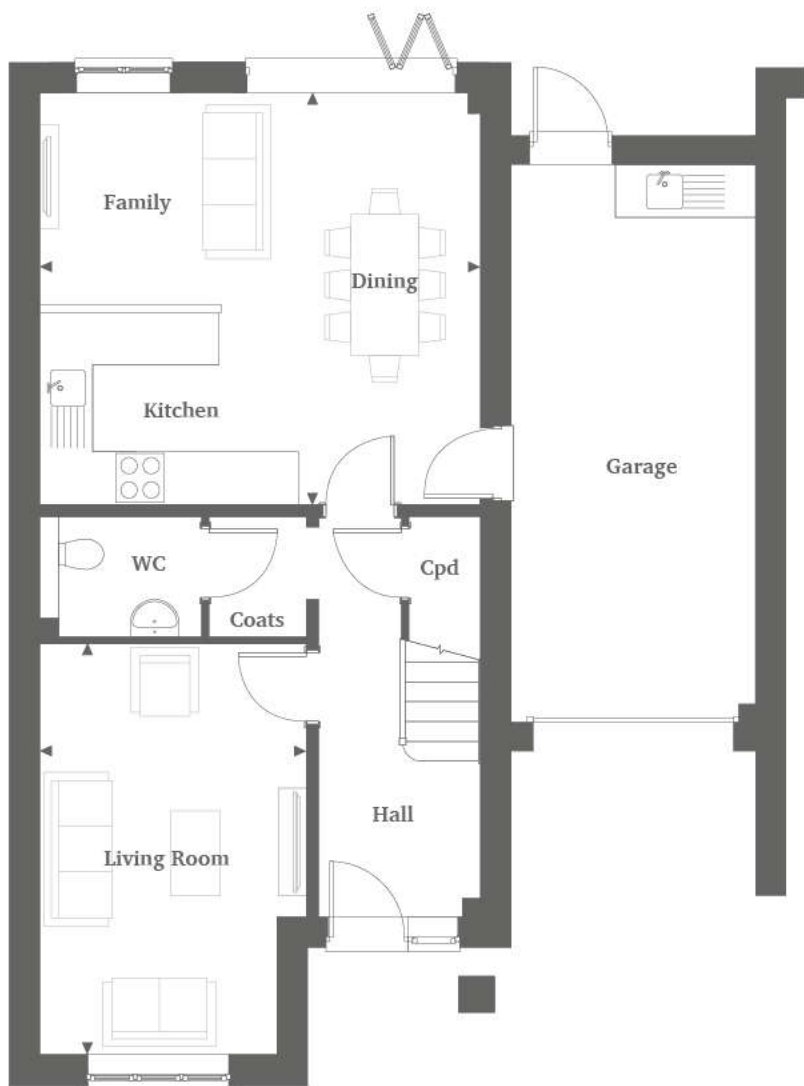 Family
Dining
Kitchen
Garage
WC
Cpd
Coats
Hall
Living Room